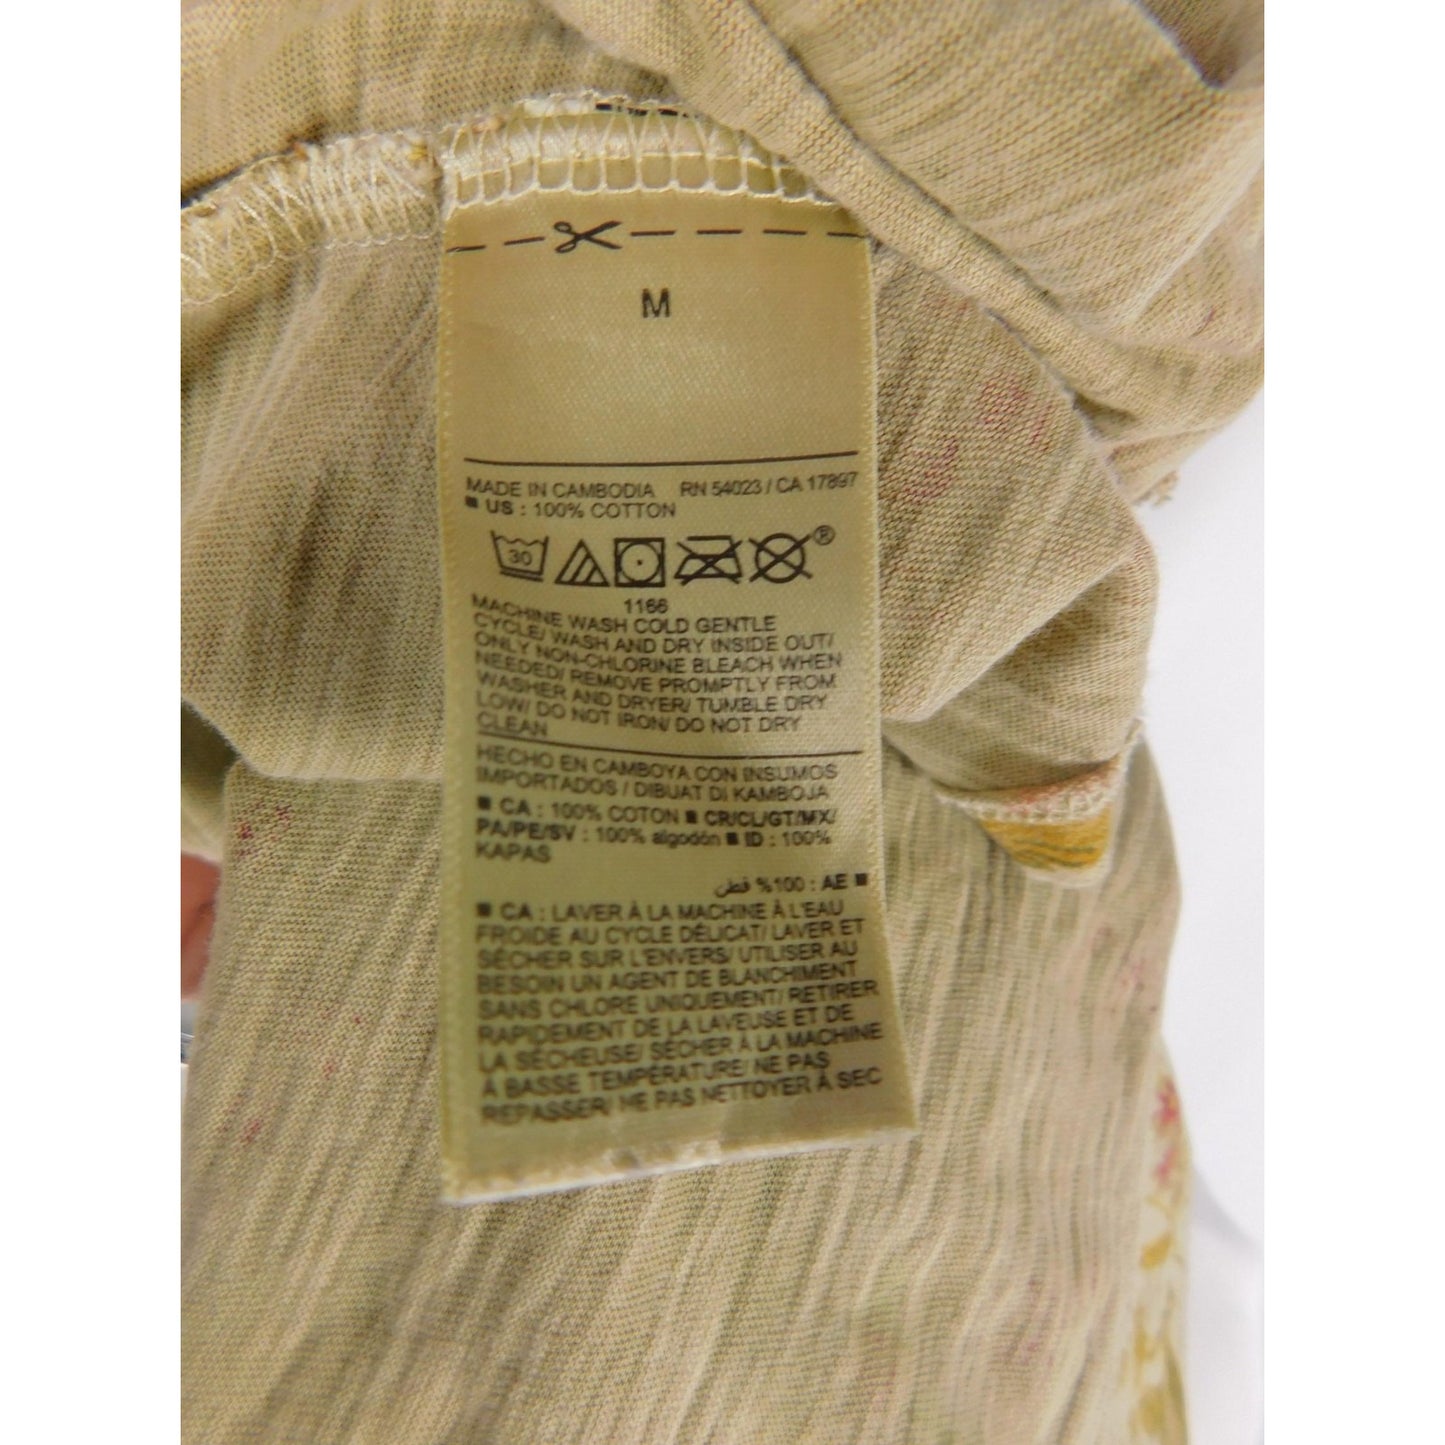 M
MADE IN CAMBODIA RN 54023 / CA 17897
■ US : 100% COTTON
30 ®
1166
MACHINE WASH COLD GENTLE
CYCLE/ WASH AND DRY INSIDE OUT/
ONLY NON-CHLORINE BLEACH WHEN
NEEDED/ REMOVE PROMPTLY FROM
WASHER AND DRYER/ TUMBLE DRY
LOW/ DO NOT IRON/ DO NOT DRY
CLEAN
HECHO EN CAMBOYA CON INSUMOS
IMPORTADOS / DIBUAT DI KAMBOJA
■ CA : 100% COTON ■ CR/CL/GT/MX/
PA/PE/SV : 100% algodón ■ ID : 100%
KAPAS
■ AE : 100% قطن
■ CA : LAVER À LA MACHINE À L'EAU
FROIDE AU CYCLE DÉLICAT/ LAVER ET
SÉCHER SUR L'ENVERS/ UTILISER AU
BESOIN UN AGENT DE BLANCHIMENT
SANS CHLORE UNIQUEMENT/ RETIRER
RAPIDEMENT DE LA LAVEUSE ET DE
LA SÉCHEUSE/ SÉCHER À LA MACHINE
À BASSE TEMPÉRATURE/ NE PAS
REPASSER/ NE PAS NETTOYER À SEC